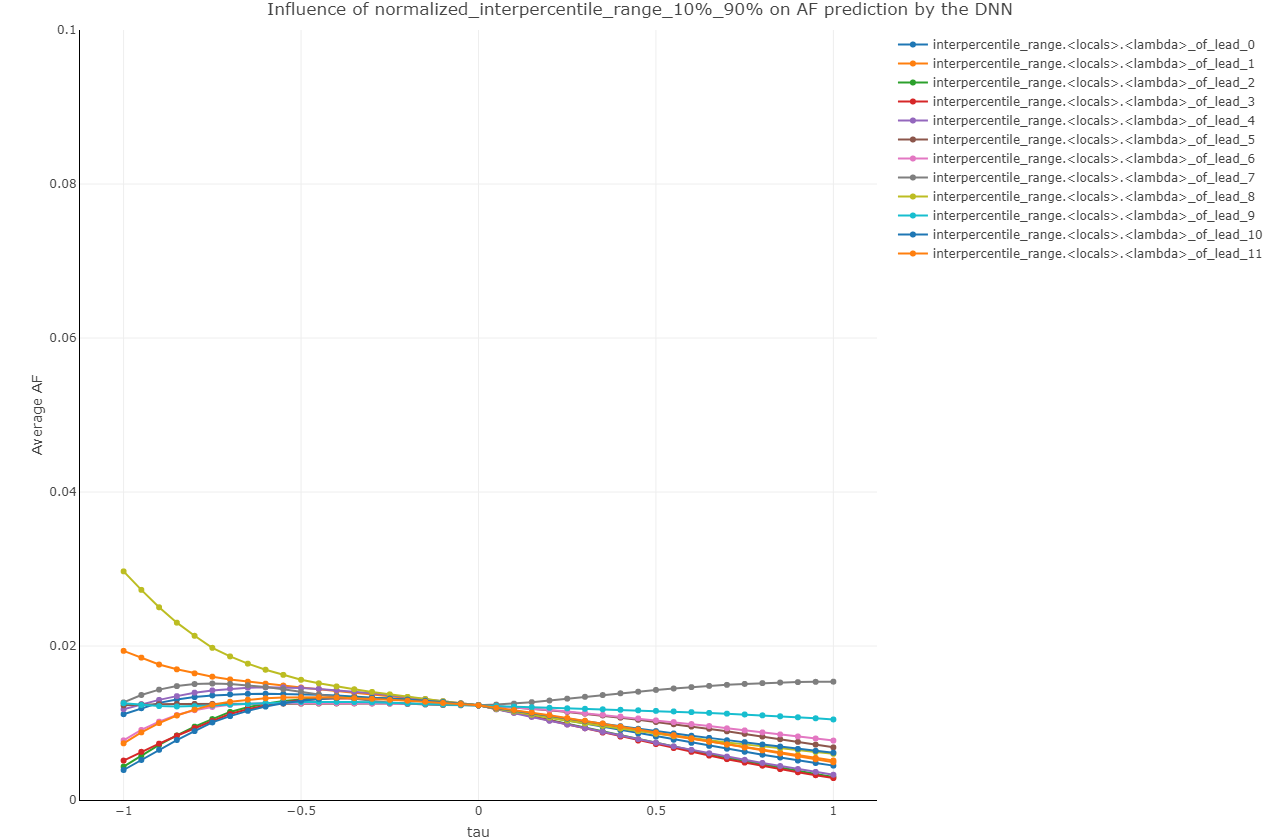 Influence of normalized_interpercentile_range_10%_90% on AF prediction by the DNN
0.1
0.08
0.06
0.04
0.02
0
Average AF
−1
−0.5
0
0.5
1
tau
interpercentile_range.<locals>.<lambda>_of_lead_0
interpercentile_range.<locals>.<lambda>_of_lead_1
interpercentile_range.<locals>.<lambda>_of_lead_2
interpercentile_range.<locals>.<lambda>_of_lead_3
interpercentile_range.<locals>.<lambda>_of_lead_4
interpercentile_range.<locals>.<lambda>_of_lead_5
interpercentile_range.<locals>.<lambda>_of_lead_6
interpercentile_range.<locals>.<lambda>_of_lead_7
interpercentile_range.<locals>.<lambda>_of_lead_8
interpercentile_range.<locals>.<lambda>_of_lead_9
interpercentile_range.<locals>.<lambda>_of_lead_10
interpercentile_range.<locals>.<lambda>_of_lead_11